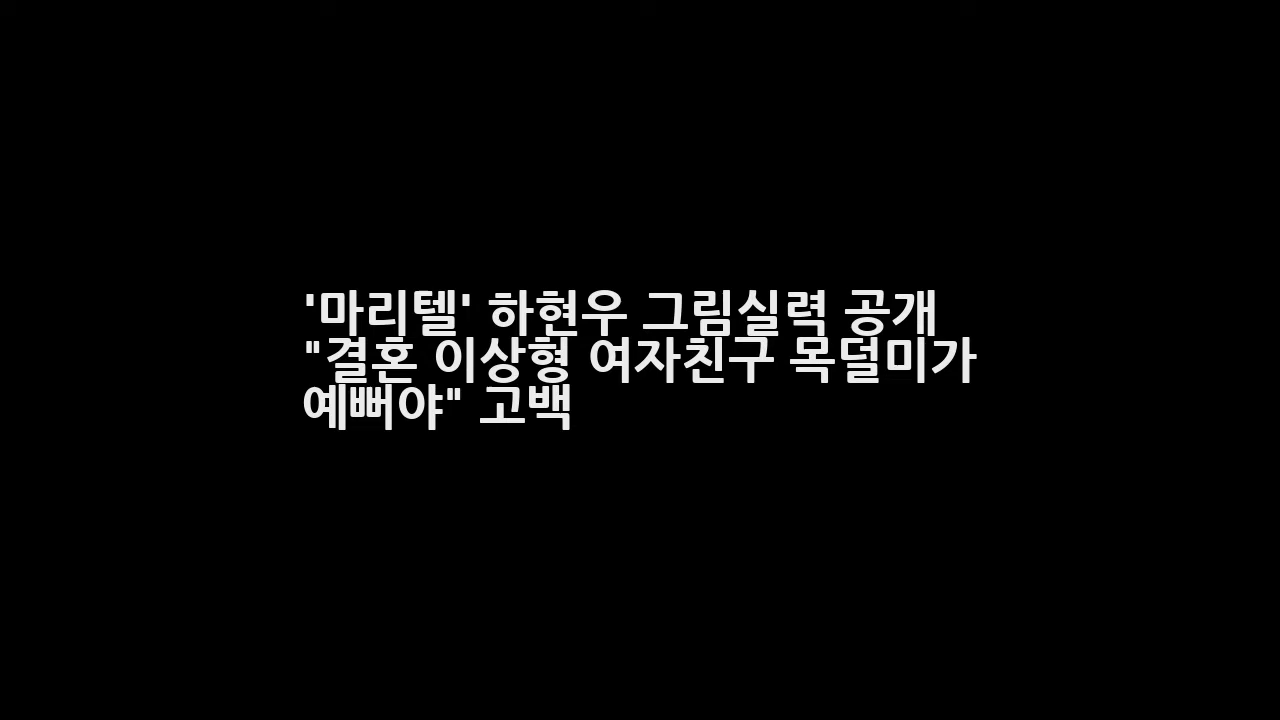 '마리텔' 하현우 그림실력 공개
"결혼 이상형 여자친구 목덜미가
예뻐야" 고백